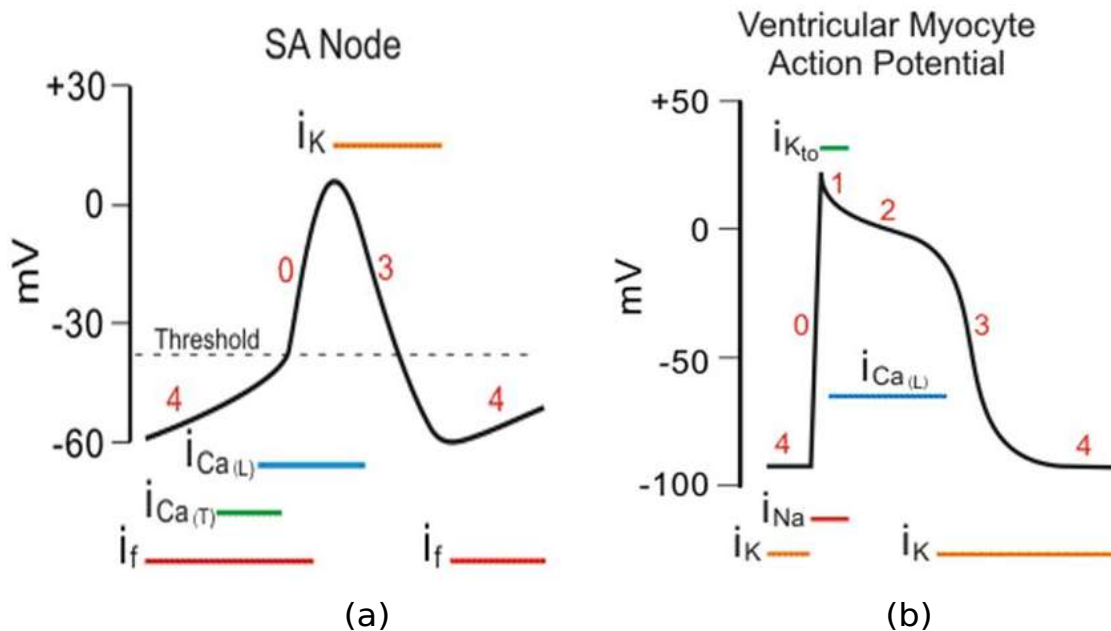 SA Node
+30
0
-30
-60
mV
Threshold
iK
0
3
4
4
iCa(L)
iCa(T)
if
if
(a)
Ventricular Myocyte
Action Potential
+50
0
-50
-100
mV
iKto
1
2
0
3
iCa(L)
4
4
iNa
iK
iK
(b)